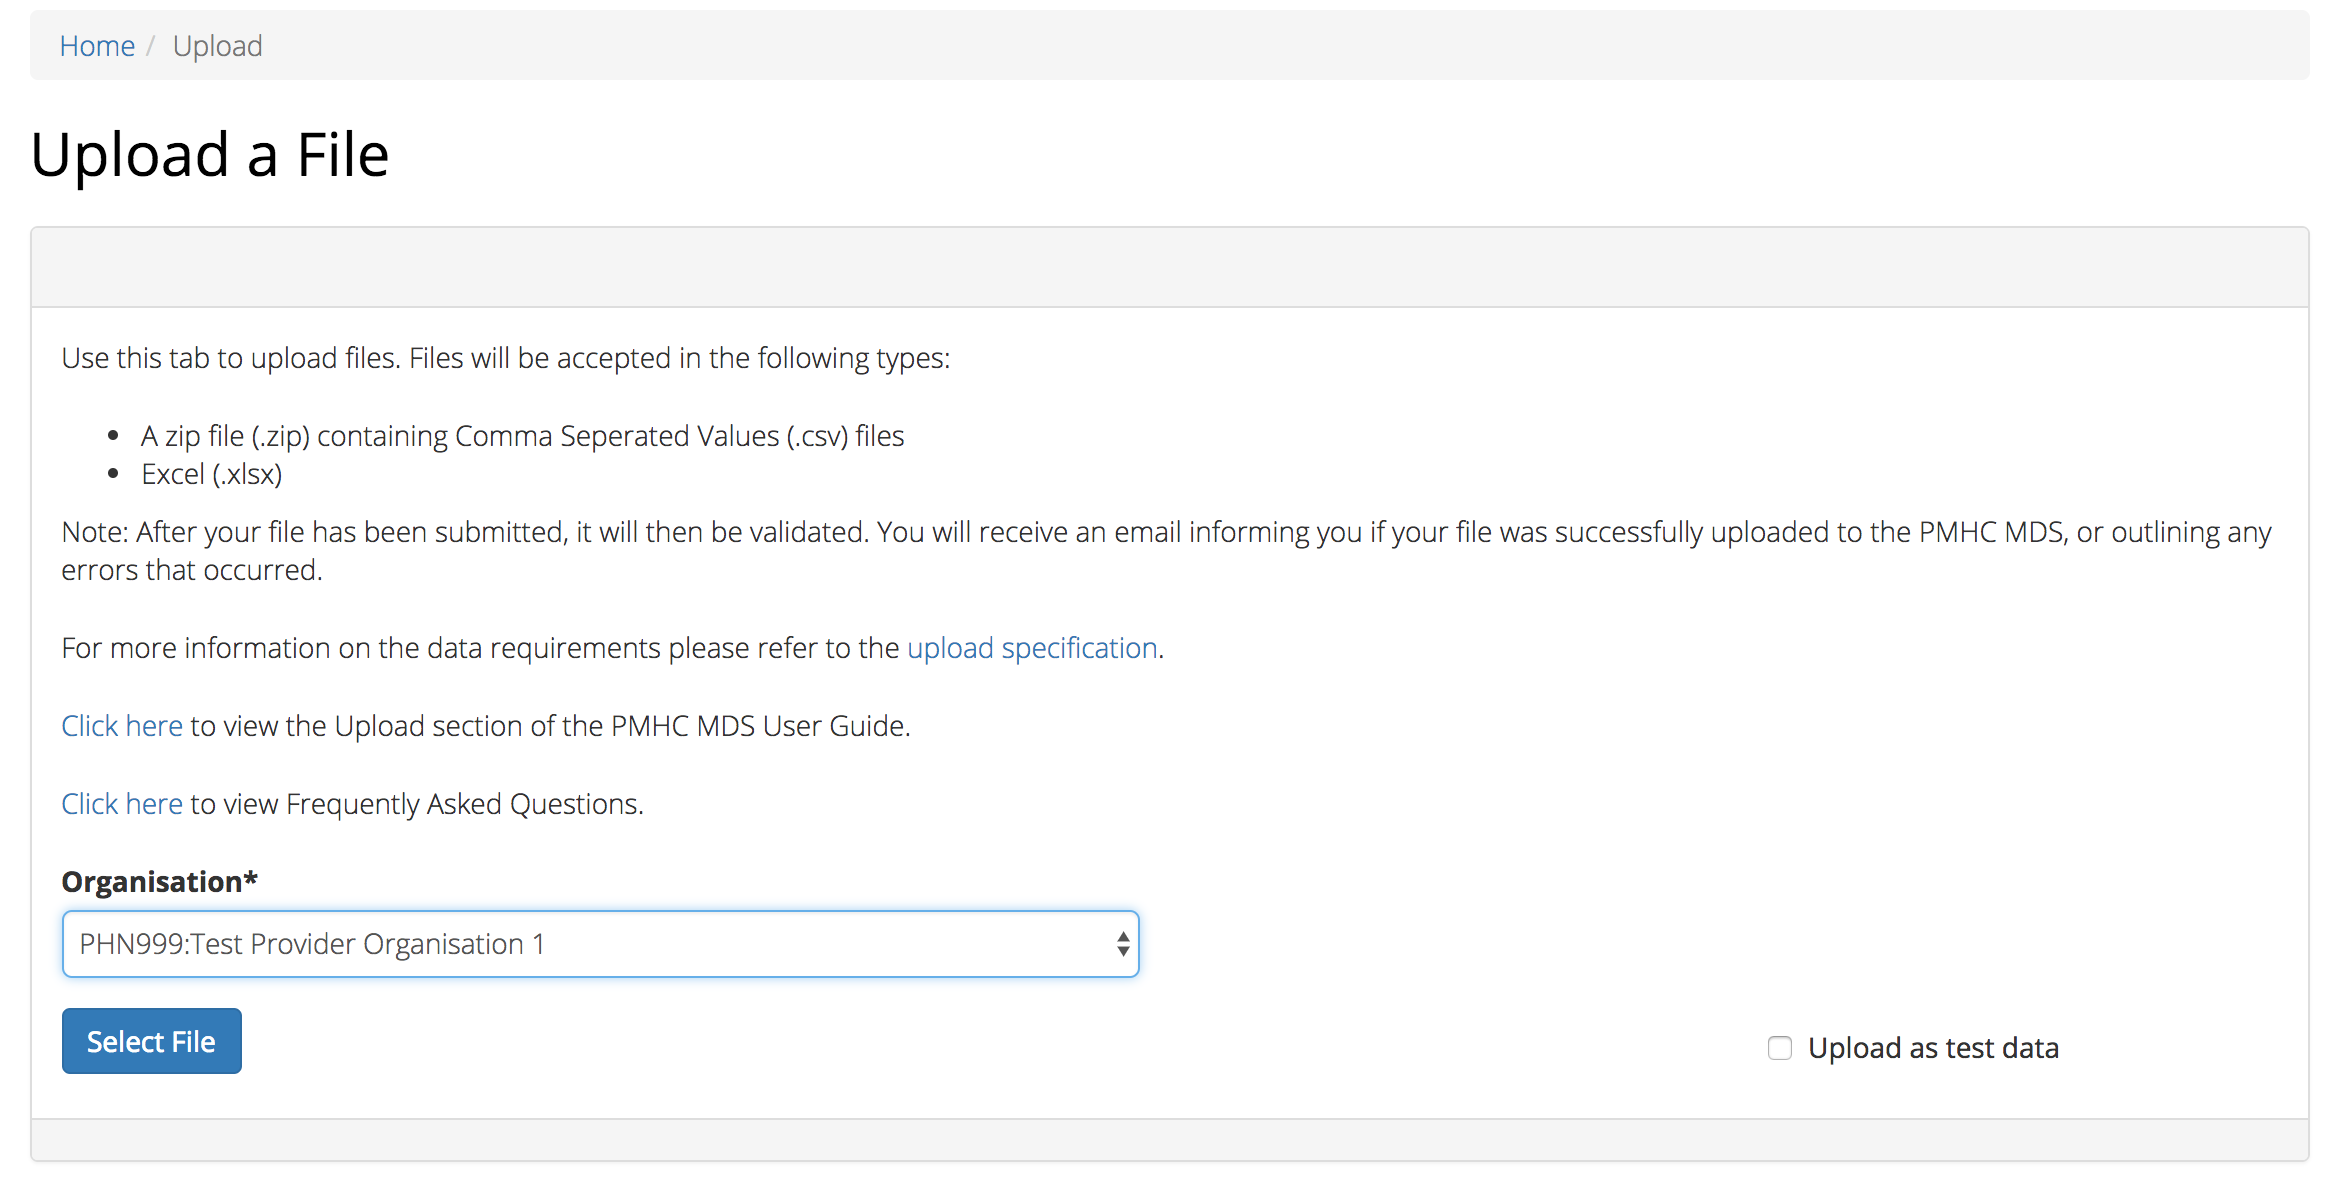 Home / Upload
Upload a File
Use this tab to upload files. Files will be accepted in the following types:
• A zip file (.zip) containing Comma Seperated Values (.csv) files
• Excel (.xlsx)
Note: After your file has been submitted, it will then be validated. You will receive an email informing you if your file was successfully uploaded to the PMHC MDS, or outlining any
errors that occurred.
For more information on the data requirements please refer to the upload specification.
Click here to view the Upload section of the PMHC MDS User Guide.
Click here to view Frequently Asked Questions.
Organisation*
PHN999:Test Provider Organisation 1
Select File
Upload as test data